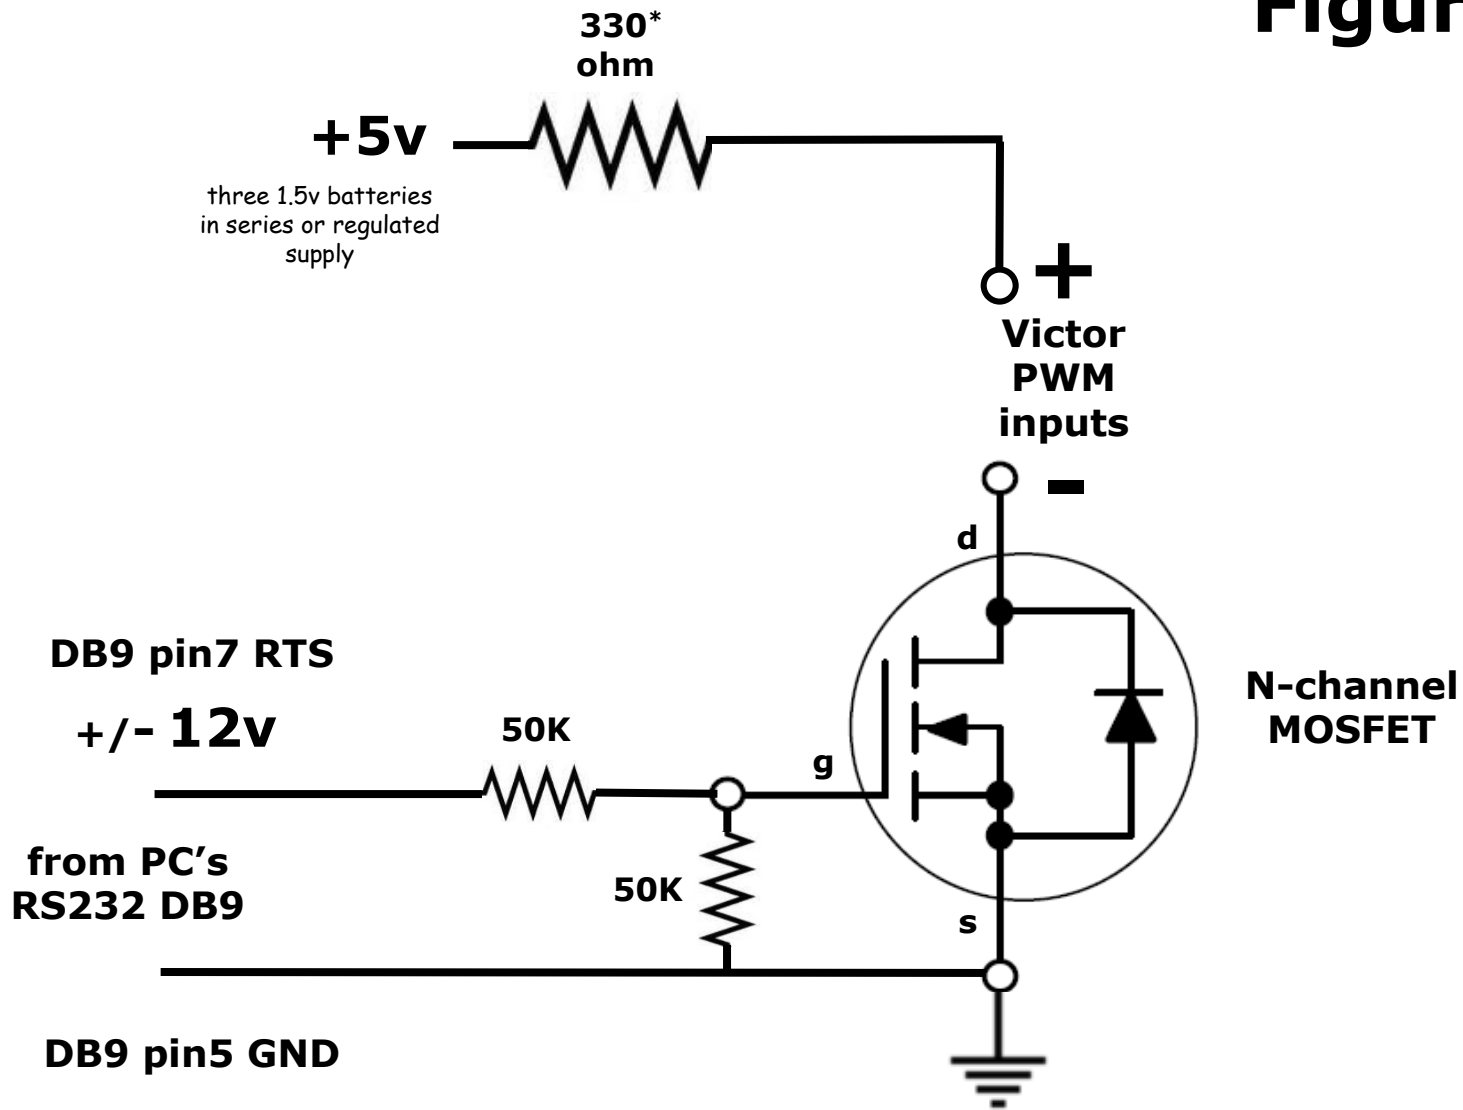 330*
ohm
+5v
three 1.5v batteries
in series or regulated
supply
+
Victor
PWM
inputs
-
d
DB9 pin7 RTS
+/- 12v
50K
g
N-channel
MOSFET
from PC’s
RS232 DB9
50K
s
DB9 pin5 GND